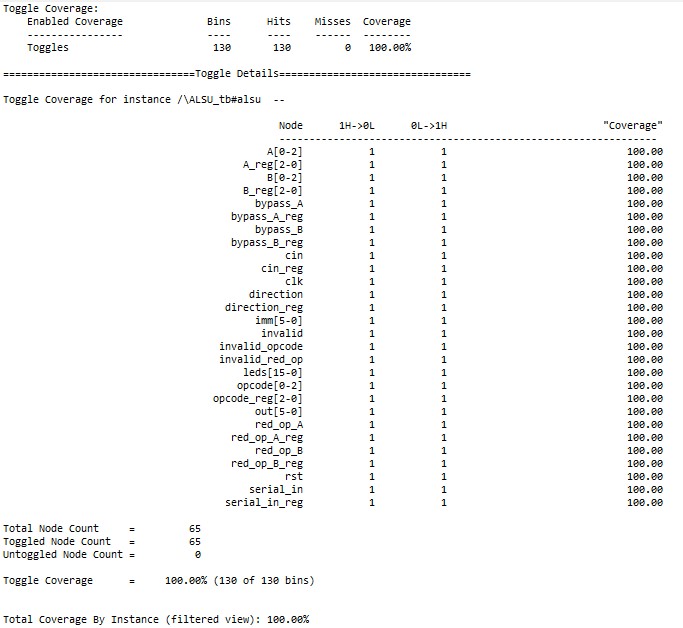 Toggle Coverage:
Enabled Coverage Bins Hits Misses Coverage
---------------- ---- ---- ------ --------
Toggles 130 130 0 100.00%
================================Toggle Details================================
Toggle Coverage for instance /\ALSU_tb#alsu --
Node 1H->0L 0L->1H "Coverage"
---------------------------------------------------------------
A[0-2] 1 1 100.00
A_reg[2-0] 1 1 100.00
B[0-2] 1 1 100.00
B_reg[2-0] 1 1 100.00
bypass_A 1 1 100.00
bypass_A_reg 1 1 100.00
bypass_B 1 1 100.00
bypass_B_reg 1 1 100.00
cin 1 1 100.00
cin_reg 1 1 100.00
clk 1 1 100.00
direction 1 1 100.00
direction_reg 1 1 100.00
imm[5-0] 1 1 100.00
invalid 1 1 100.00
invalid_opcode 1 1 100.00
invalid_red_op 1 1 100.00
leds[15-0] 1 1 100.00
opcode[0-2] 1 1 100.00
opcode_reg[2-0] 1 1 100.00
out[5-0] 1 1 100.00
red_op_A 1 1 100.00
red_op_A_reg 1 1 100.00
red_op_B 1 1 100.00
red_op_B_reg 1 1 100.00
rst 1 1 100.00
serial_in 1 1 100.00
serial_in_reg 1 1 100.00
Total Node Count = 65
Toggled Node Count = 65
Untoggled Node Count = 0
Toggle Coverage = 100.00% (130 of 130 bins)
Total Coverage By Instance (filtered view): 100.00%